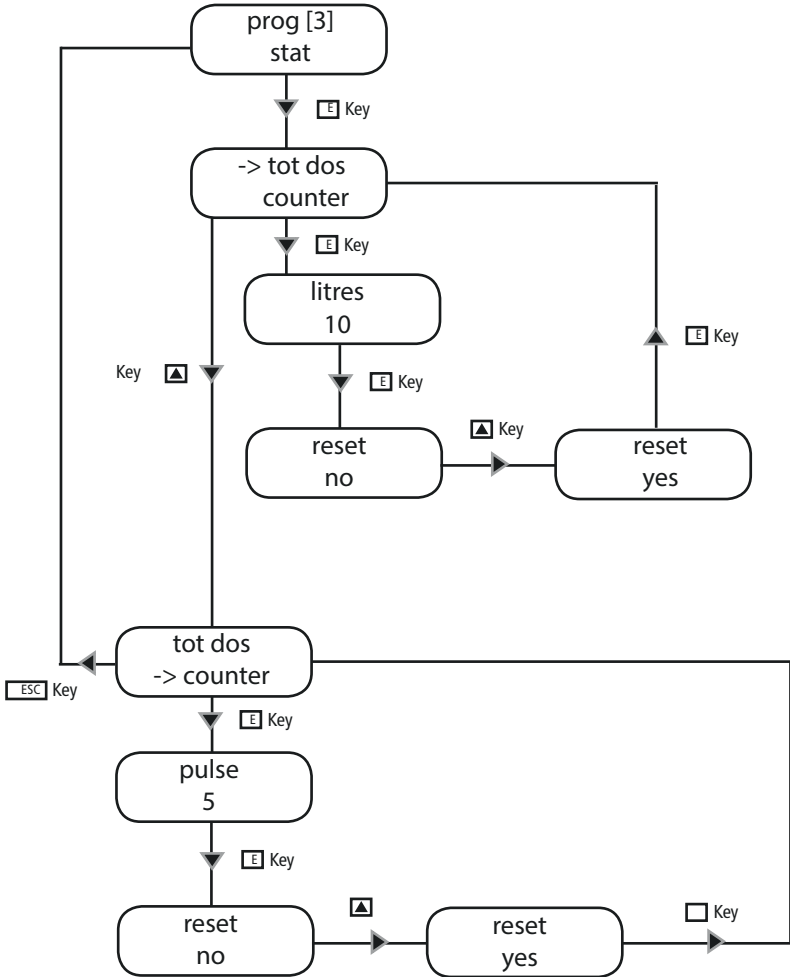 prog [3]
stat
E Key
-> tot dos
counter
E Key
litres
10
Key
E Key
E Key
Key
reset
no
reset
yes
tot dos
-> counter
ESC Key
E Key
pulse
5
E Key
reset
no
reset
yes
Key